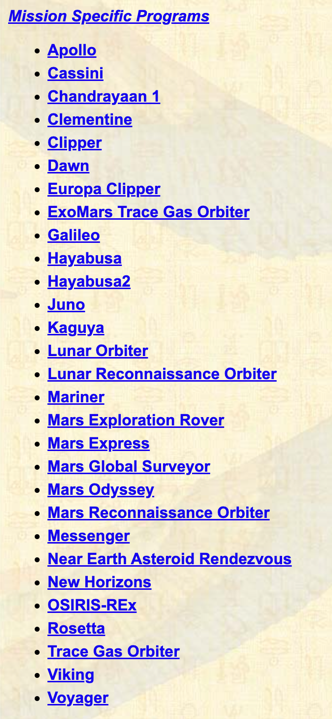 Mission Specific Programs
Apollo
Cassini
Chandrayaan 1
Clementine
Clipper
Dawn
Europa Clipper
ExoMars Trace Gas Orbiter
Galileo
Hayabusa
Hayabusa2
Juno
Kaguya
Lunar Orbiter
Lunar Reconnaissance Orbiter
Mariner
Mars Exploration Rover
Mars Express
Mars Global Surveyor
Mars Odyssey
Mars Reconnaissance Orbiter
Messenger
Near Earth Asteroid Rendezvous
New Horizons
OSIRIS-REx
Rosetta
Trace Gas Orbiter
Viking
Voyager